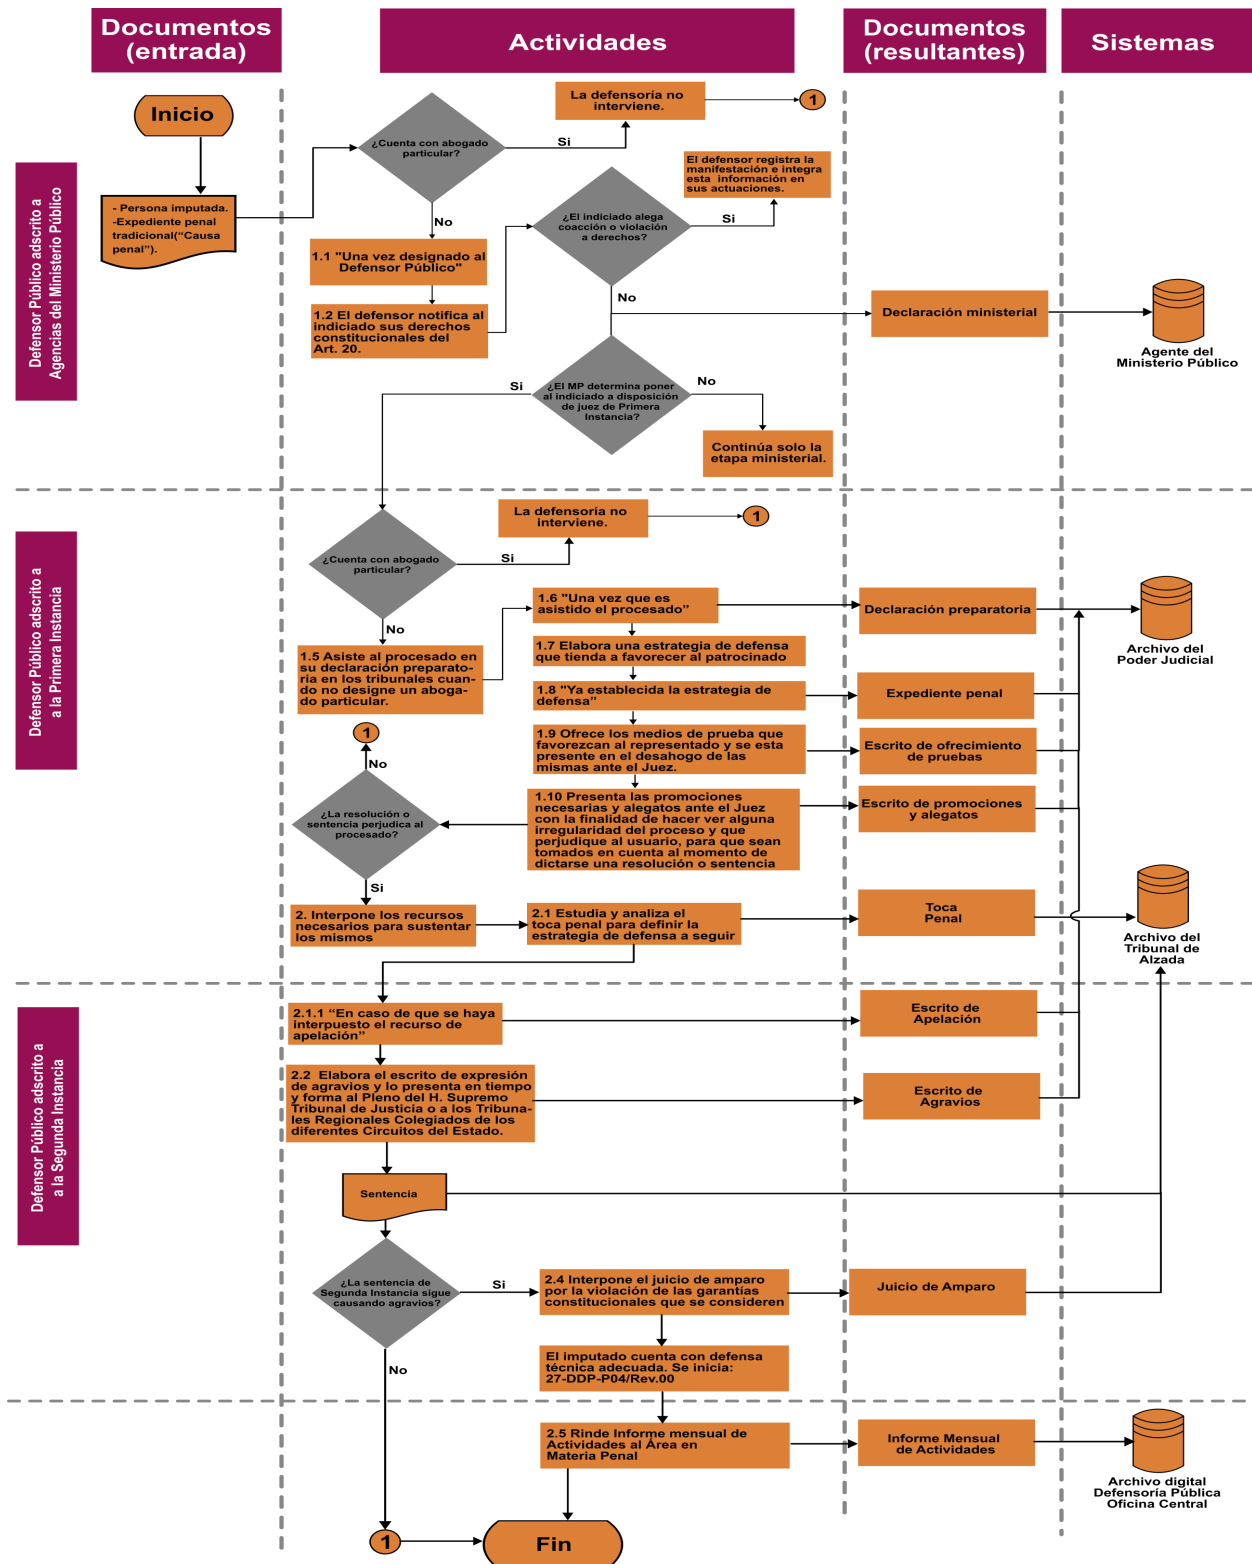 Documentos
(entrada)
Actividades
Documentos
(resultantes)
Sistemas
Defensor Público adscrito a
Agencias del Ministerio Público
Inicio
- Persona imputada.
-Expediente penal
tradicional(“Causa
penal”).
¿Cuenta con abogado
particular?
Si
La defensoría no
interviene.
1
No
1.1 "Una vez designado al
Defensor Público"
1.2 El defensor notifica al
indiciado sus derechos
constitucionales del
Art. 20.
¿El indiciado alega
coacción o violación
a derechos?
Si
El defensor registra la
manifestación e integra
esta información en
sus actuaciones.
No
Declaración ministerial
Agente del
Ministerio Público
¿El MP determina poner
al indiciado a disposición
de juez de Primera
Instancia?
Si
No
Continúa solo la
etapa ministerial.
Defensor Público adscrito a
a la Primera Instancia
¿Cuenta con abogado
particular?
Si
La defensoría no
interviene.
1
No
1.5 Asiste al procesado en
su declaración preparato-
ria en los tribunales cuan-
do no designe un aboga-
do particular.
1.6 "Una vez que es
asistido el procesado”
Declaración preparatoria
Archivo del
Poder Judicial
1.7 Elabora una estrategia de defensa
que tienda a favorecer al patrocinado
1.8 "Ya establecida la estrategia de
defensa”
Expediente penal
1.9 Ofrece los medios de prueba que
favorezcan al representado y se esta
presente en el desahogo de las
mismas ante el Juez.
Escrito de ofrecimiento
de pruebas
1.10 Presenta las promociones
necesarias y alegatos ante el Juez
con la finalidad de hacer ver alguna
irregularidad del proceso y que
perjudique al usuario, para que sean
tomados en cuenta al momento de
dictarse una resolución o sentencia
Escrito de promociones
y alegatos
1
No
¿La resolución o
sentencia perjudica al
procesado?
Si
2. Interpone los recursos
necesarios para sustentar
los mismos
2.1 Estudia y analiza el
toca penal para definir la
estrategia de defensa a seguir
Toca
Penal
Archivo del
Tribunal de
Alzada
Defensor Público adscrito a
a la Segunda Instancia
2.1.1 “En caso de que se haya
interpuesto el recurso de
apelación”
Escrito de
Apelación
2.2 Elabora el escrito de expresión
de agravios y lo presenta en tiempo
y forma al Pleno del H. Supremo
Tribunal de Justicia o a los Tribuna-
les Regionales Colegiados de los
diferentes Circuitos del Estado.
Escrito de
Agravios
Sentencia
¿La sentencia de
Segunda Instancia sigue
causando agravios?
Si
2.4 Interpone el juicio de amparo
por la violación de las garantías
constitucionales que se consideren
Juicio de Amparo
No
El imputado cuenta con defensa
técnica adecuada. Se inicia:
27-DDP-P04/Rev.00
2.5 Rinde Informe mensual de
Actividades al Área en
Materia Penal
Informe Mensual
de Actividades
Archivo digital
Defensoría Pública
Oficina Central
1
Fin